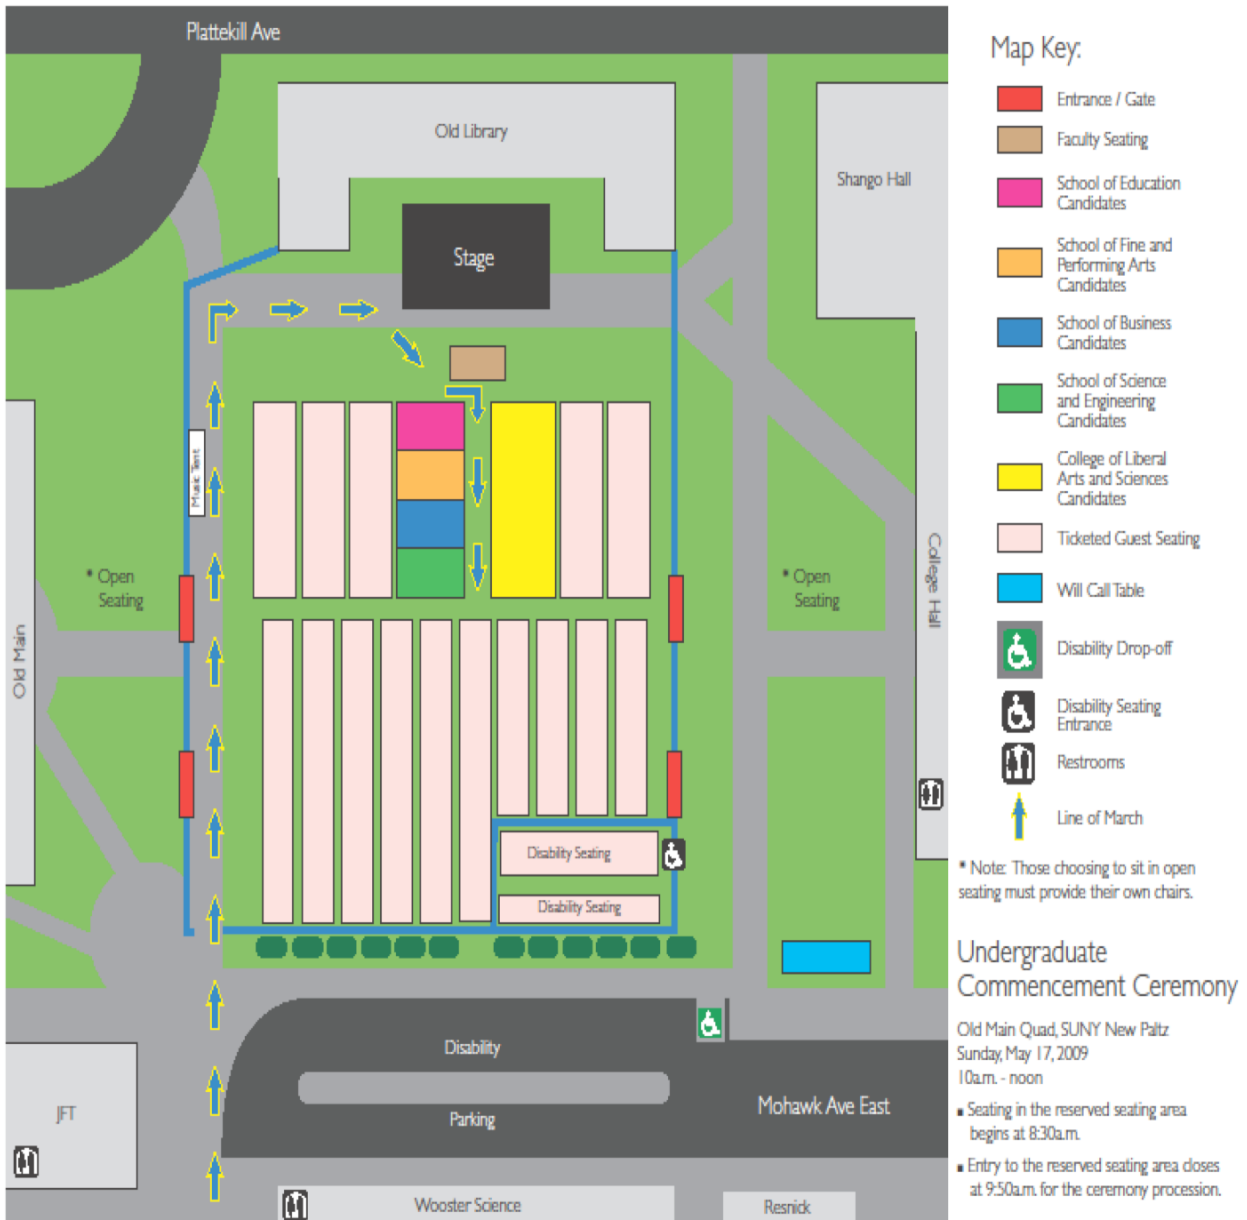 Plattekill Ave
Old Library
Shango Hall
Stage
Music Tent
* Open
Seating
* Open
Seating
Old Main
College Hall
Disability Seating
Disability Seating
Disability
Parking
Mohawk Ave East
JFT
Wooster Science
Resnick
Map Key:
Entrance / Gate
Faculty Seating
School of Education
Candidates
School of Fine and
Performing Arts
Candidates
School of Business
Candidates
School of Science
and Engineering
Candidates
College of Liberal
Arts and Sciences
Candidates
Ticketed Guest Seating
Will Call Table
Disability Drop-off
Disability Seating
Entrance
Restrooms
Line of March
* Note: Those choosing to sit in open
seating must provide their own chairs.
Undergraduate
Commencement Ceremony
Old Main Quad, SUNY New Paltz
Sunday, May 17, 2009
10a.m. - noon
▪ Seating in the reserved seating area
begins at 8:30a.m.
▪ Entry to the reserved seating area closes
at 9:50a.m. for the ceremony procession.